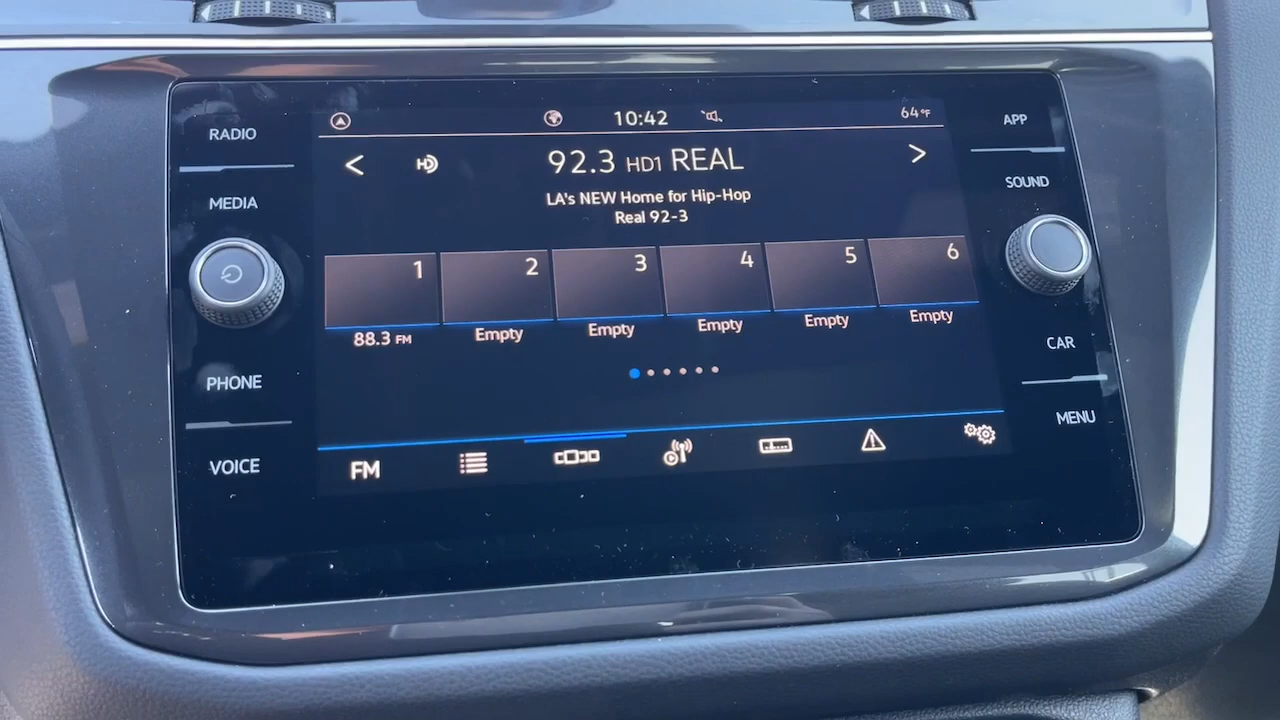 RADIO
MEDIA
PHONE
VOICE
10:42
64°F
HD
92.3 HD1 REAL
LA's NEW Home for Hip-Hop
Real 92-3
1
2
3
4
5
6
88.3 FM
Empty
Empty
Empty
Empty
Empty
FM
APP
SOUND
CAR
MENU